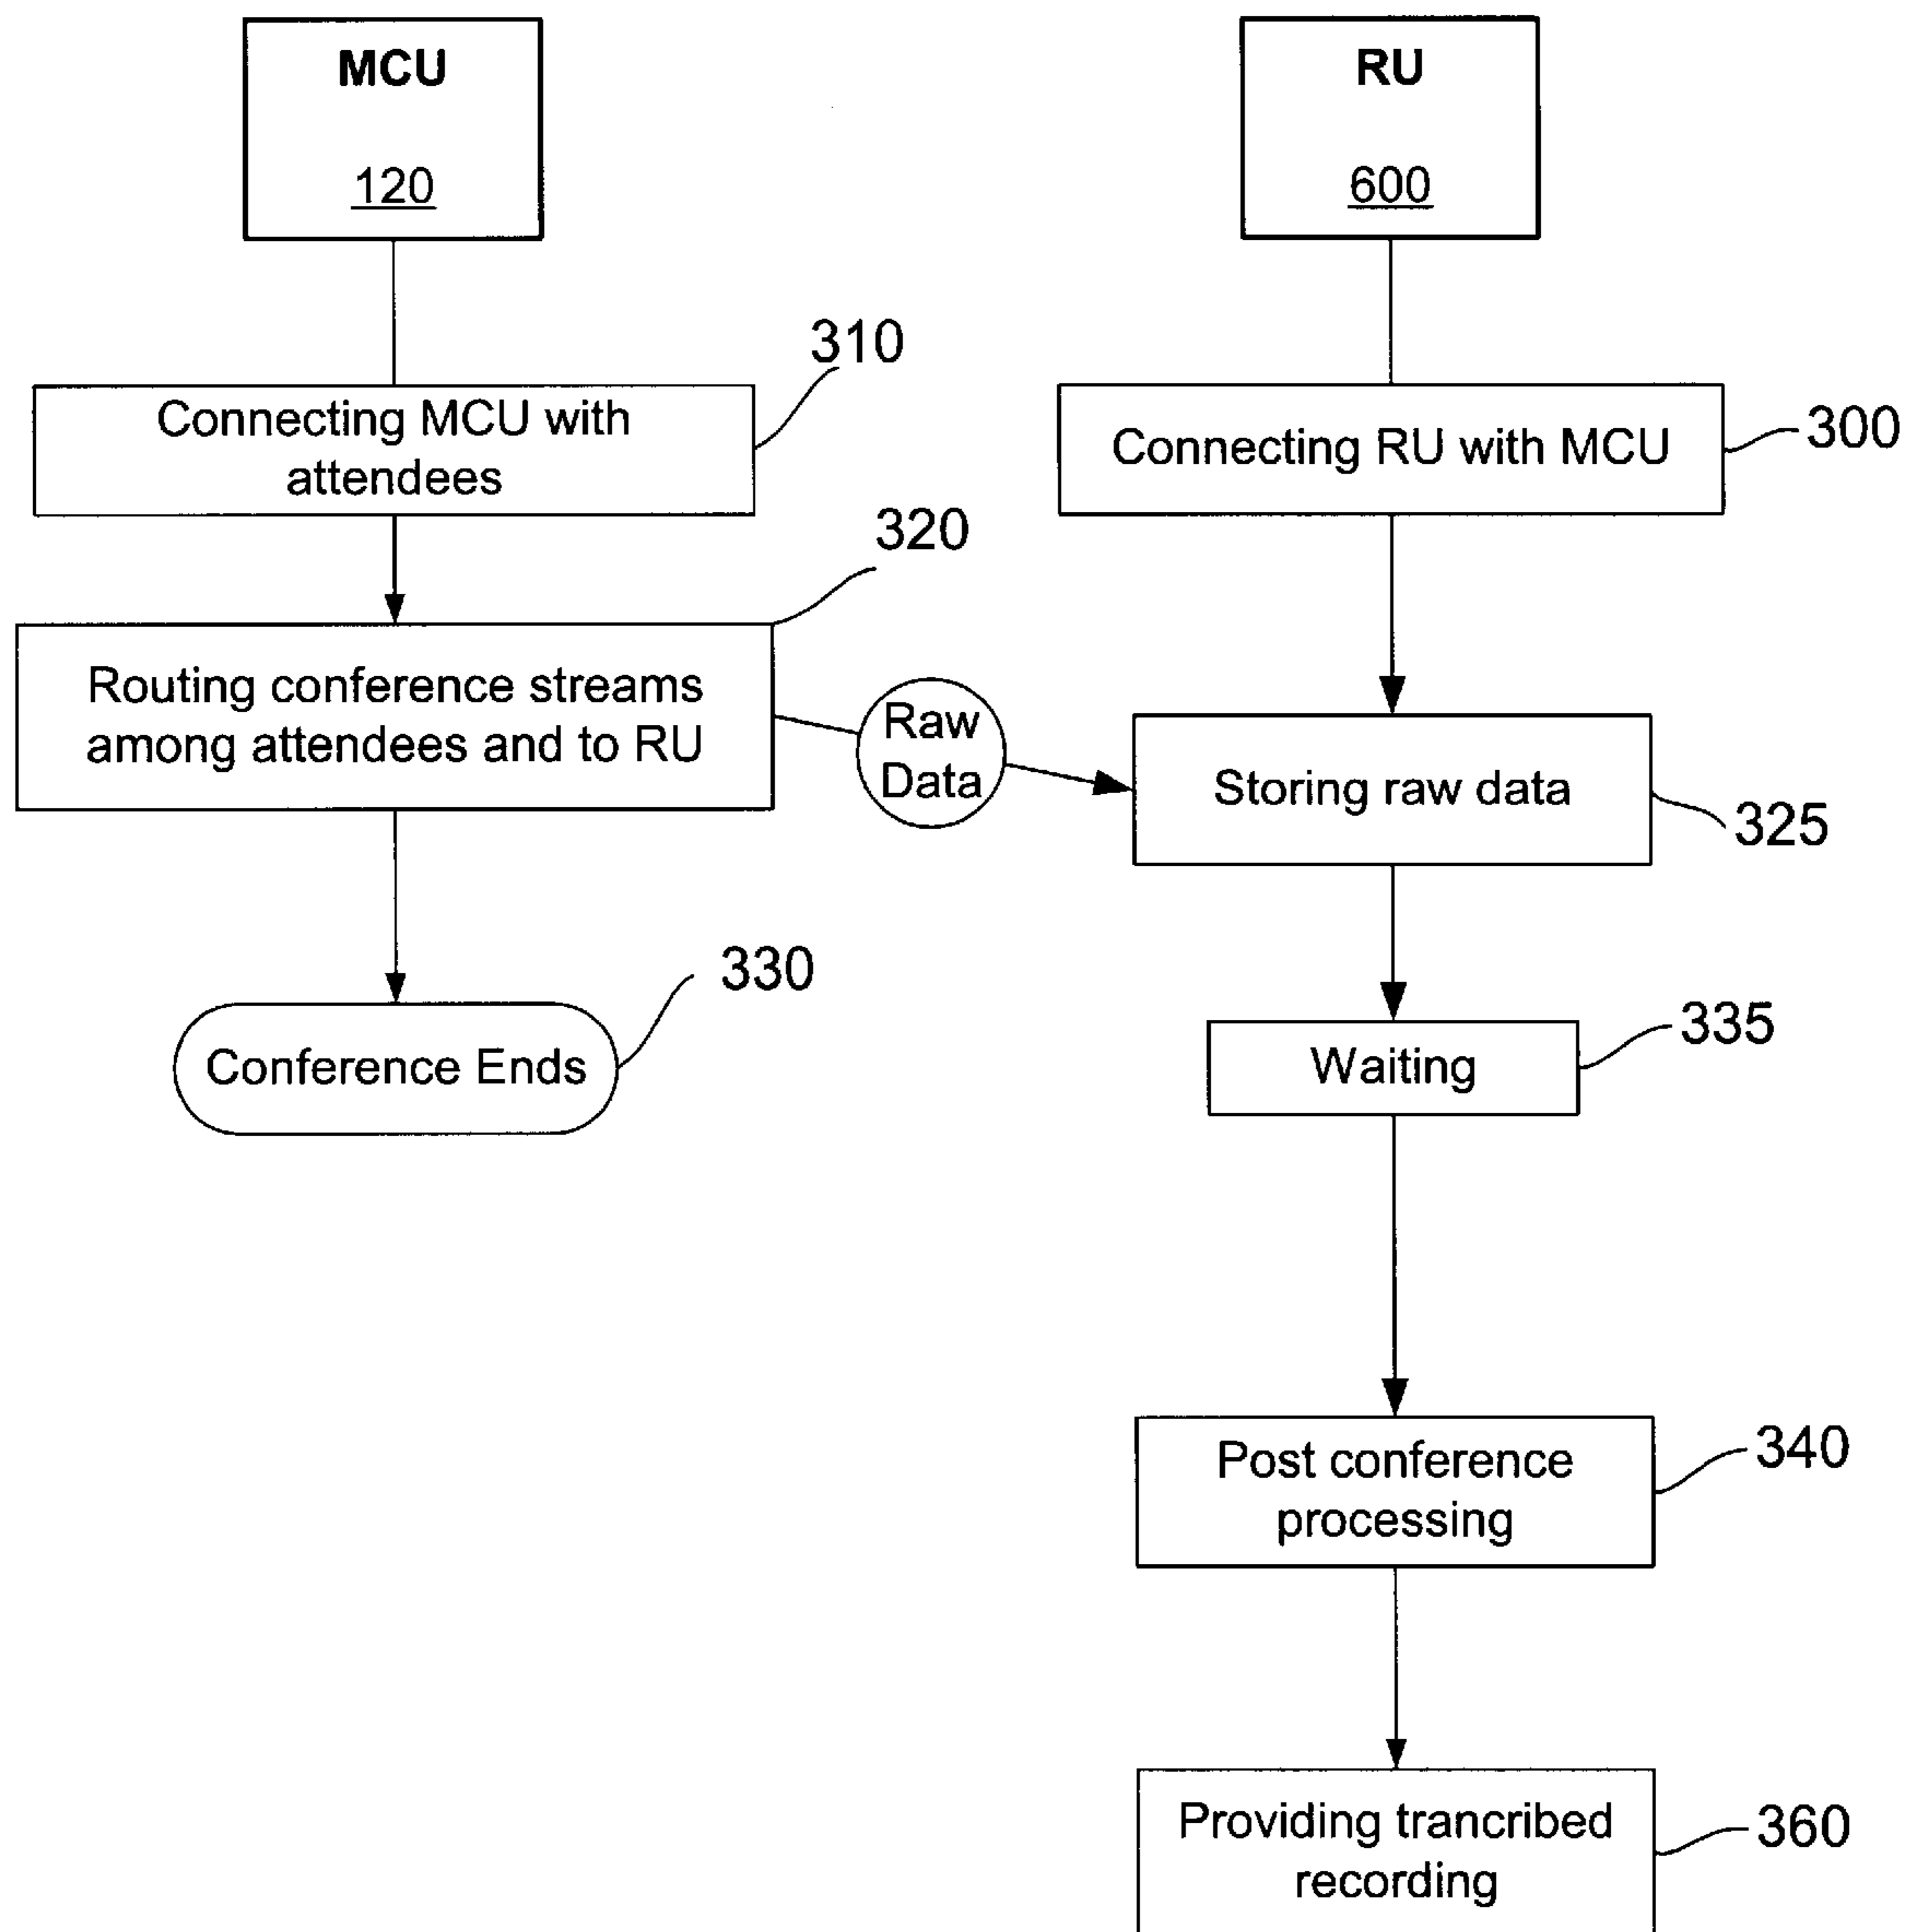 MCU
120
RU
600
310
Connecting MCU with
attendees
Connecting RU with MCU
300
320
Routing conference streams
among attendees and to RU
Raw
Data
Storing raw data
325
330
Conference Ends
335
Waiting
Post conference
processing
340
Providing trancribed
recording
360